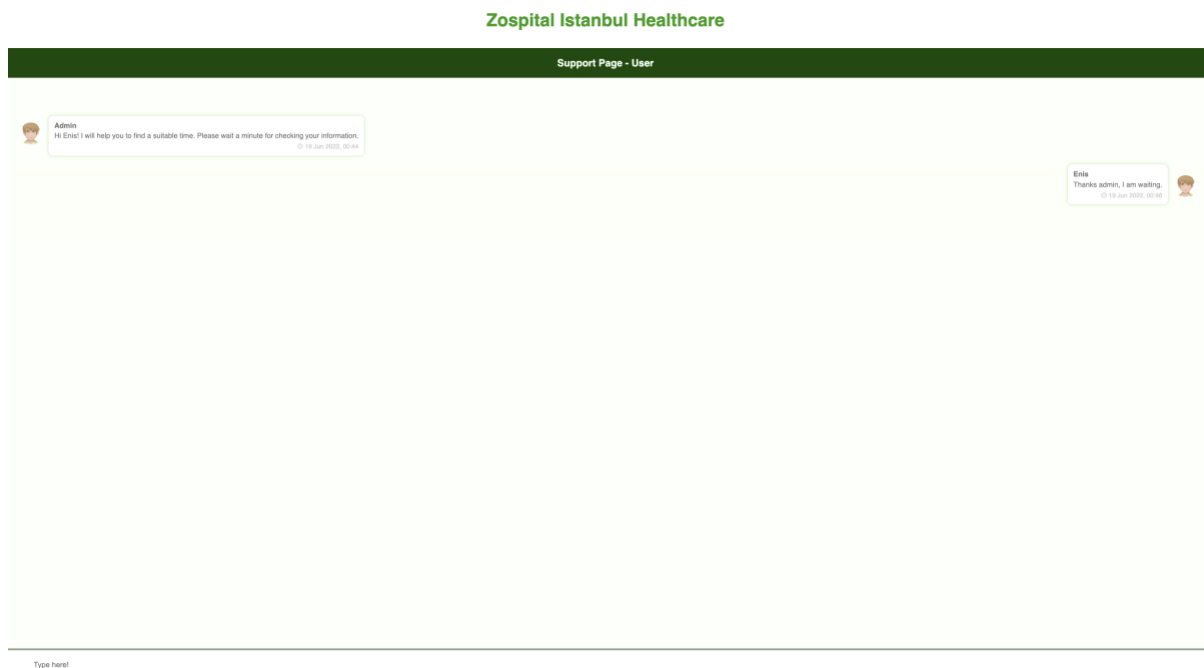 Zospital Istanbul Healthcare
Support Page - User
Admin
Hi Enis! I will help you to find a suitable time. Please wait a minute for checking your information.
19 Jun 2022, 00:44
Enis
Thanks admin, I am waiting.
19 Jun 2022, 00:46
Type here!